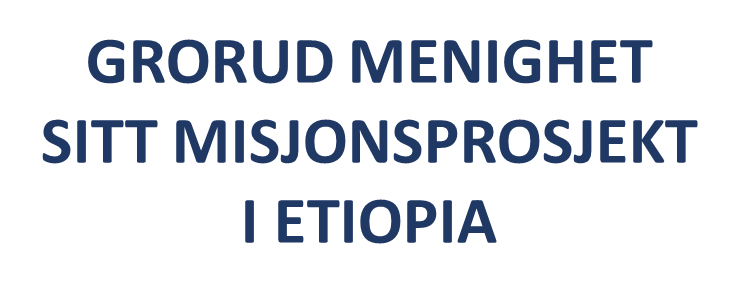 GRORUD MENIGHET
SITT MISJONSPROSJEKT
I ETIOPIA